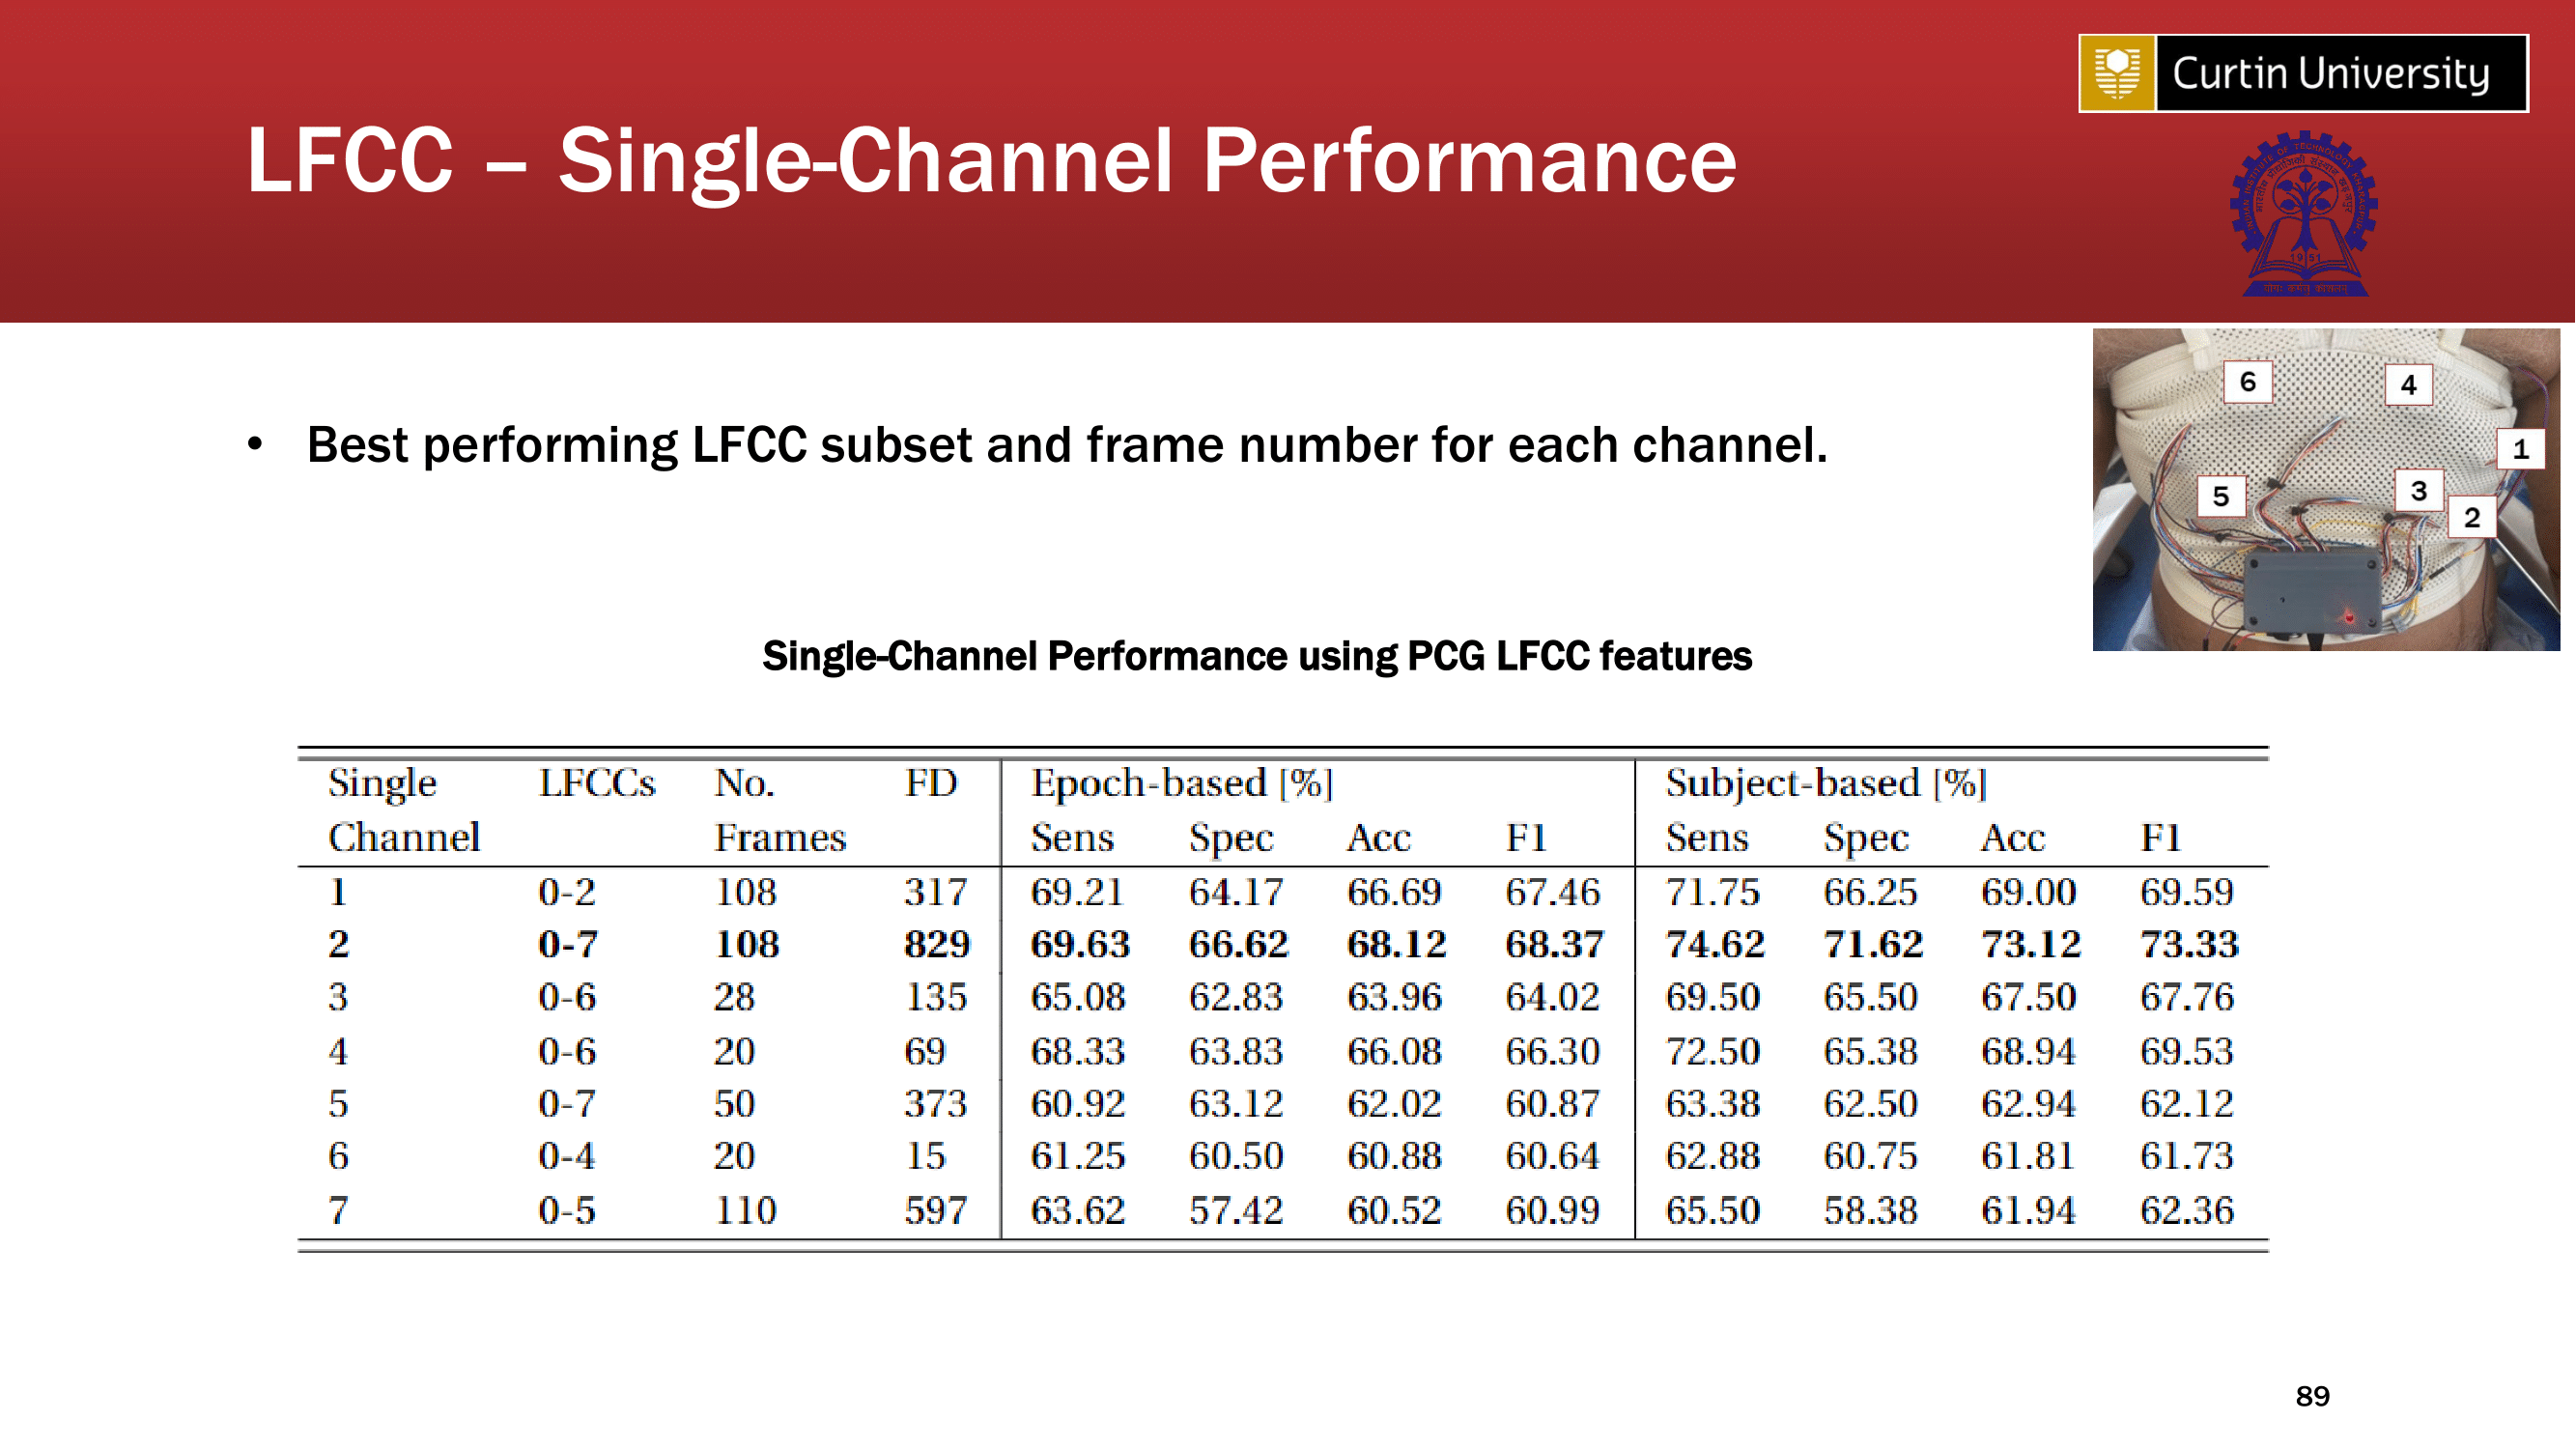 Curtin University
LFCC – Single-Channel Performance
INDIAN INSTITUTE OF TECHNOLOGY KHARAGPUR
1951
• Best performing LFCC subset and frame number for each channel.
6
4
1
3
5
2
Single-Channel Performance using PCG LFCC features
Single LFCCs No. FD Epoch-based [%] Subject-based [%]
Channel Frames Sens Spec Acc F1 Sens Spec Acc F1
1 0-2 108 317 69.21 64.17 66.69 67.46 71.75 66.25 69.00 69.59
2 0-7 108 829 69.63 66.62 68.12 68.37 74.62 71.62 73.12 73.33
3 0-6 28 135 65.08 62.83 63.96 64.02 69.50 65.50 67.50 67.76
4 0-6 20 69 68.33 63.83 66.08 66.30 72.50 65.38 68.94 69.53
5 0-7 50 373 60.92 63.12 62.02 60.87 63.38 62.50 62.94 62.12
6 0-4 20 15 61.25 60.50 60.88 60.64 62.88 60.75 61.81 61.73
7 0-5 110 597 63.62 57.42 60.52 60.99 65.50 58.38 61.94 62.36
89